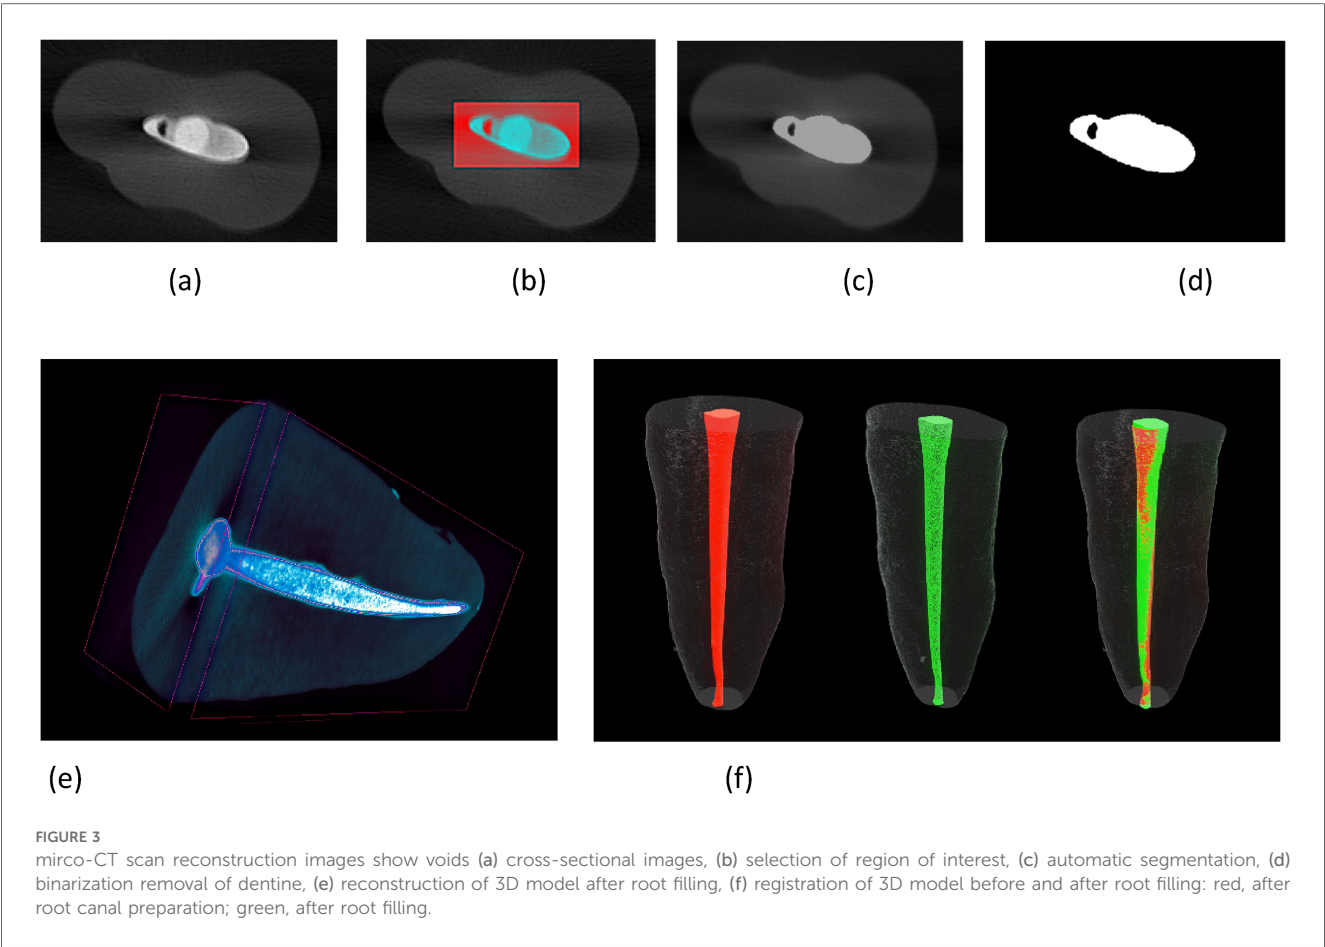 (a)
(b)
(c)
(d)
(e)
(f)
FIGURE 3
mirco-CT scan reconstruction images show voids (a) cross-sectional images, (b) selection of region of interest, (c) automatic segmentation, (d)
binarization removal of dentine, (e) reconstruction of 3D model after root filling, (f) registration of 3D model before and after root filling: red, after
root canal preparation; green, after root filling.